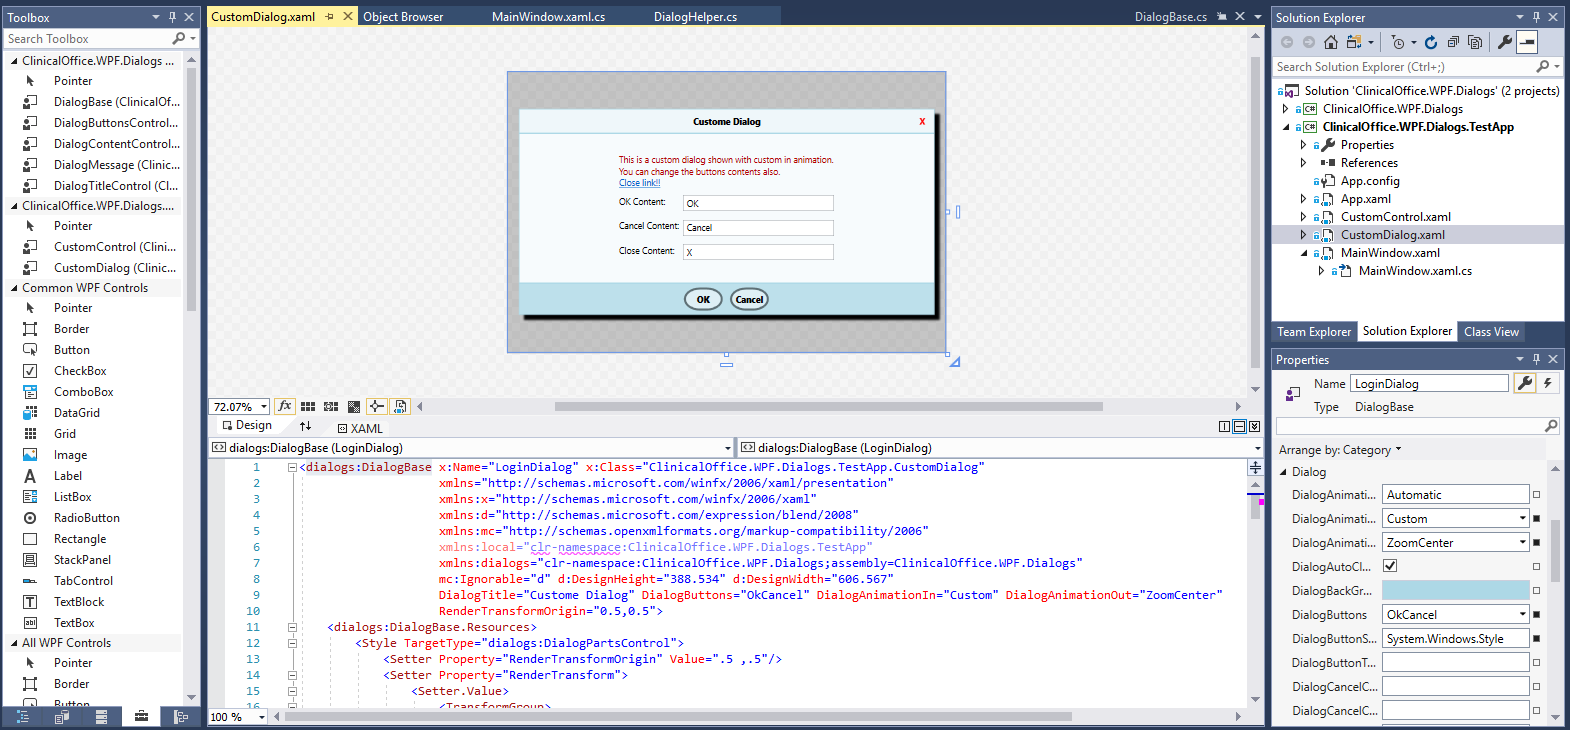 Toolbox
Search Toolbox
ClinicalOffice.WPF.Dialogs ...
Pointer
DialogBase (ClinicalOf...
DialogButtonsControl...
DialogContentControl...
DialogMessage (Clinic...
DialogTitleControl (Cl...
ClinicalOffice.WPF.Dialogs....
Pointer
CustomControl (Clini...
CustomDialog (Clinic...
Common WPF Controls
Pointer
Border
Button
CheckBox
ComboBox
DataGrid
Grid
Image
Label
ListBox
RadioButton
Rectangle
StackPanel
TabControl
TextBlock
TextBox
All WPF Controls
Pointer
Border
Button
CustomDialog.xaml
Object Browser
MainWindow.xaml.cs
DialogHelper.cs
DialogBase.cs
Custome Dialog
X
This is a custom dialog shown with custom in animation.
You can change the buttons contents also.
Close link!!
OK Content: OK
Cancel Content: Cancel
Close Content: X
OK Cancel
72.07%
fx
Design
XAML
dialogs:DialogBase (LoginDialog)
dialogs:DialogBase (LoginDialog)
1 <dialogs:DialogBase x:Name="LoginDialog" x:Class="ClinicalOffice.WPF.Dialogs.TestApp.CustomDialog"
2 xmlns="http://schemas.microsoft.com/winfx/2006/xaml/presentation"
3 xmlns:x="http://schemas.microsoft.com/winfx/2006/xaml"
4 xmlns:d="http://schemas.microsoft.com/expression/blend/2008"
5 xmlns:mc="http://schemas.openxmlformats.org/markup-compatibility/2006"
6 xmlns:local="clr-namespace:ClinicalOffice.WPF.Dialogs.TestApp"
7 xmlns:dialogs="clr-namespace:ClinicalOffice.WPF.Dialogs;assembly=ClinicalOffice.WPF.Dialogs"
8 mc:Ignorable="d" d:DesignHeight="388.534" d:DesignWidth="606.567"
9 DialogTitle="Custome Dialog" DialogButtons="OkCancel" DialogAnimationIn="Custom" DialogAnimationOut="ZoomCenter"
10 RenderTransformOrigin="0.5,0.5">
11 <dialogs:DialogBase.Resources>
12 <Style TargetType="dialogs:DialogPartsControl">
13 <Setter Property="RenderTransformOrigin" Value=".5 ,.5"/>
14 <Setter Property="RenderTransform">
15 <Setter.Value>
16 <TransformGroup>
100 %
Solution Explorer
Search Solution Explorer (Ctrl+;)
Solution 'ClinicalOffice.WPF.Dialogs' (2 projects)
C# ClinicalOffice.WPF.Dialogs
C# ClinicalOffice.WPF.Dialogs.TestApp
Properties
References
App.config
App.xaml
CustomControl.xaml
CustomDialog.xaml
MainWindow.xaml
MainWindow.xaml.cs
Team Explorer
Solution Explorer
Class View
Properties
Name LoginDialog
Type DialogBase
Arrange by: Category
Dialog
DialogAnimati... Automatic
DialogAnimati... Custom
DialogAnimati... ZoomCenter
DialogAutoCl...
DialogBackGr...
DialogButtons OkCancel
DialogButtonS... System.Windows.Style
DialogButtonT...
DialogCancelC...
DialogCancelC...